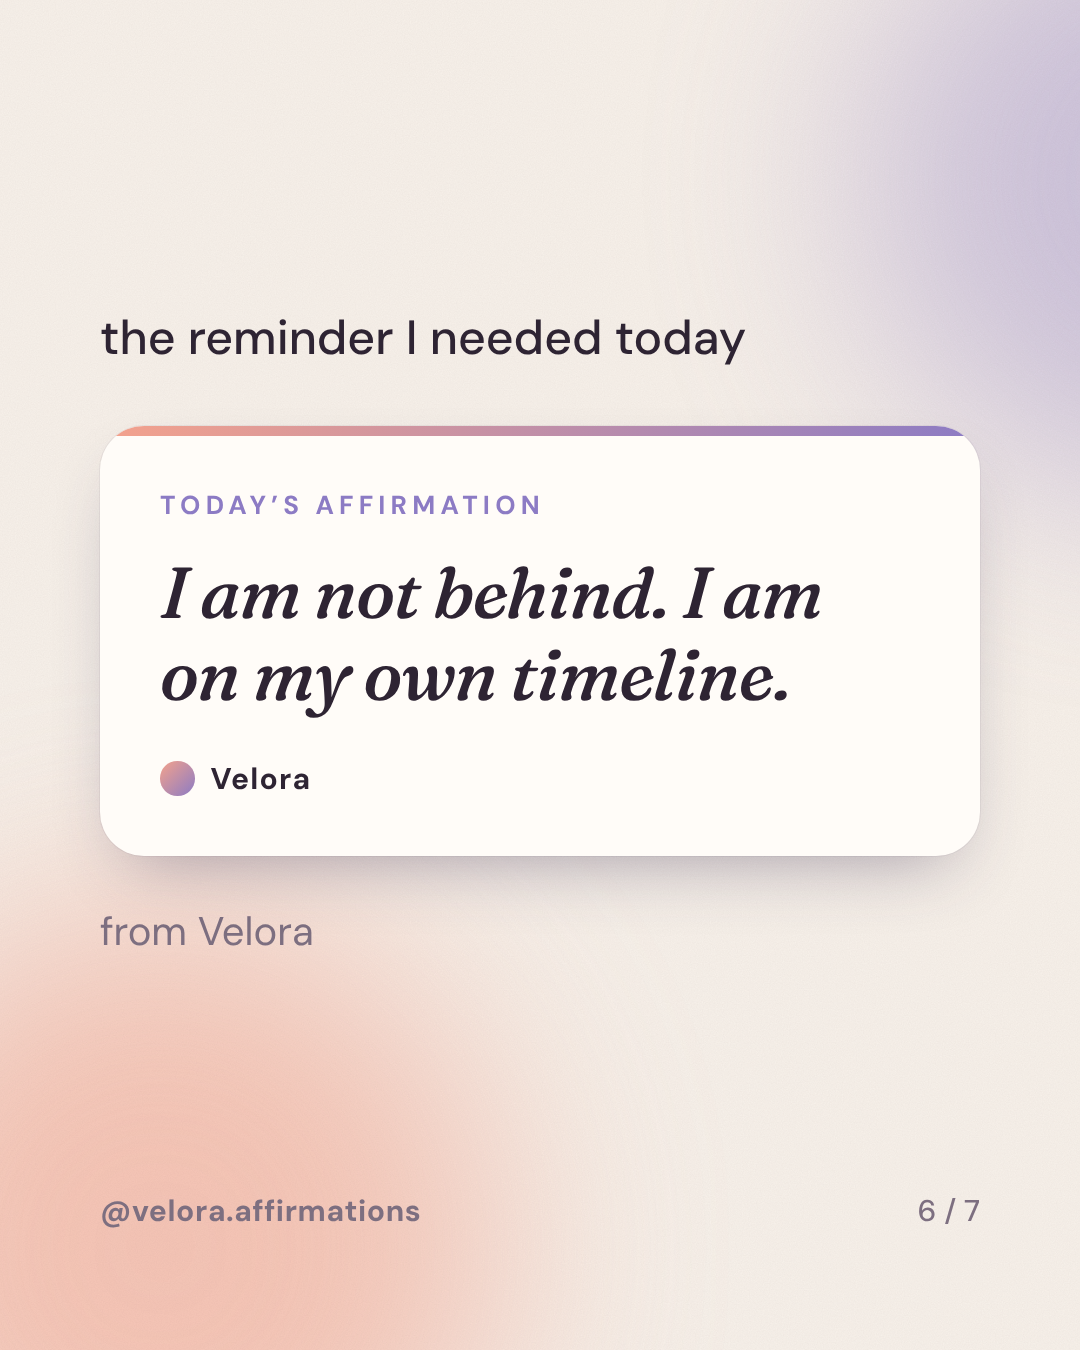 the reminder I needed today
TODAY’S AFFIRMATION
I am not behind. I am
on my own timeline.
Velora
from Velora
@velora.affirmations
6 / 7